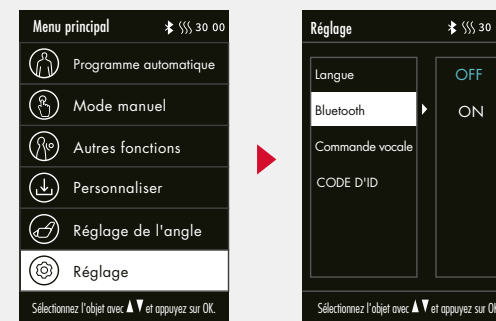 Menu principal 30 00
Programme automatique
Mode manuel
Autres fonctions
Personnaliser
Réglage de l'angle
Réglage
Sélectionnez l'objet avec ▲▼ et appuyez sur OK.
Réglage 30
Langue
Bluetooth
Commande vocale
CODE D'ID
OFF
ON
Sélectionnez l'objet avec ▲▼ et appuyez sur OK